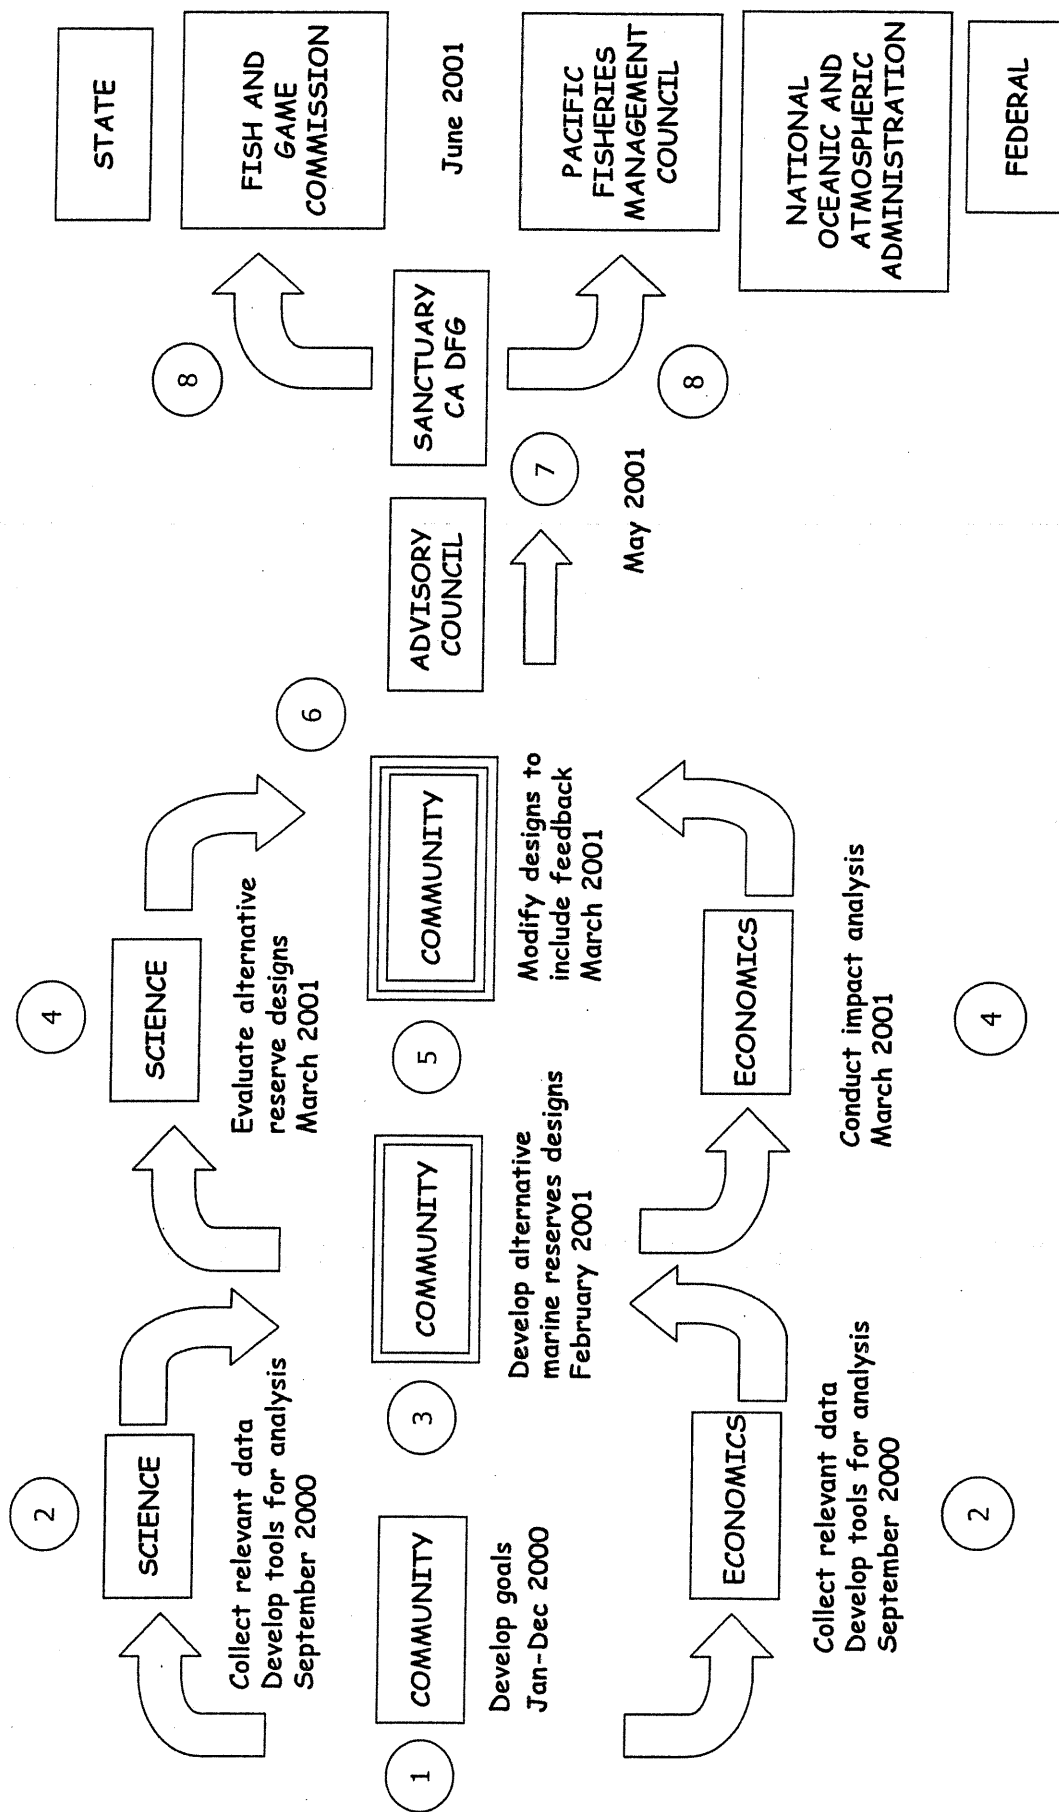 1
COMMUNITY
Develop goals
Jan-Dec 2000
2
SCIENCE
Collect relevant data
Develop tools for analysis
September 2000
2
ECONOMICS
Collect relevant data
Develop tools for analysis
September 2000
3
COMMUNITY
Develop alternative
marine reserves designs
February 2001
4
SCIENCE
Evaluate alternative
reserve designs
March 2001
4
ECONOMICS
Conduct impact analysis
March 2001
5
COMMUNITY
Modify designs to
include feedback
March 2001
6
ADVISORY
COUNCIL
7
May 2001
SANCTUARY
CA DFG
8
8
STATE
FISH AND
GAME
COMMISSION
June 2001
PACIFIC
FISHERIES
MANAGEMENT
COUNCIL
NATIONAL
OCEANIC AND
ATMOSPHERIC
ADMINISTRATION
FEDERAL